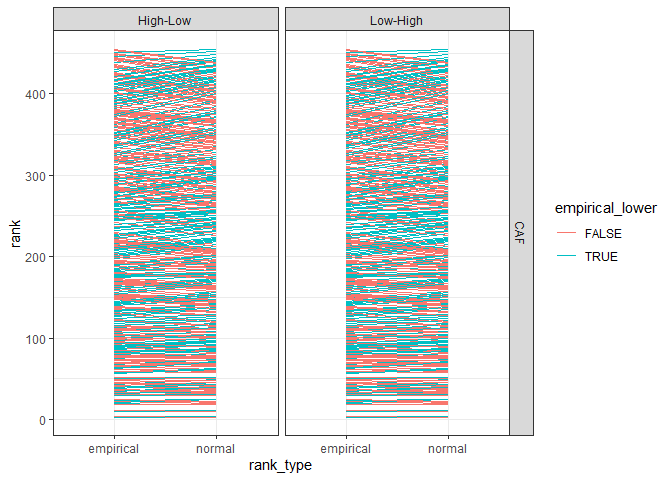 High-Low
Low-High
rank
400
300
200
100
0
CAF
empirical
normal
empirical
normal
rank_type
empirical_lower
FALSE
TRUE